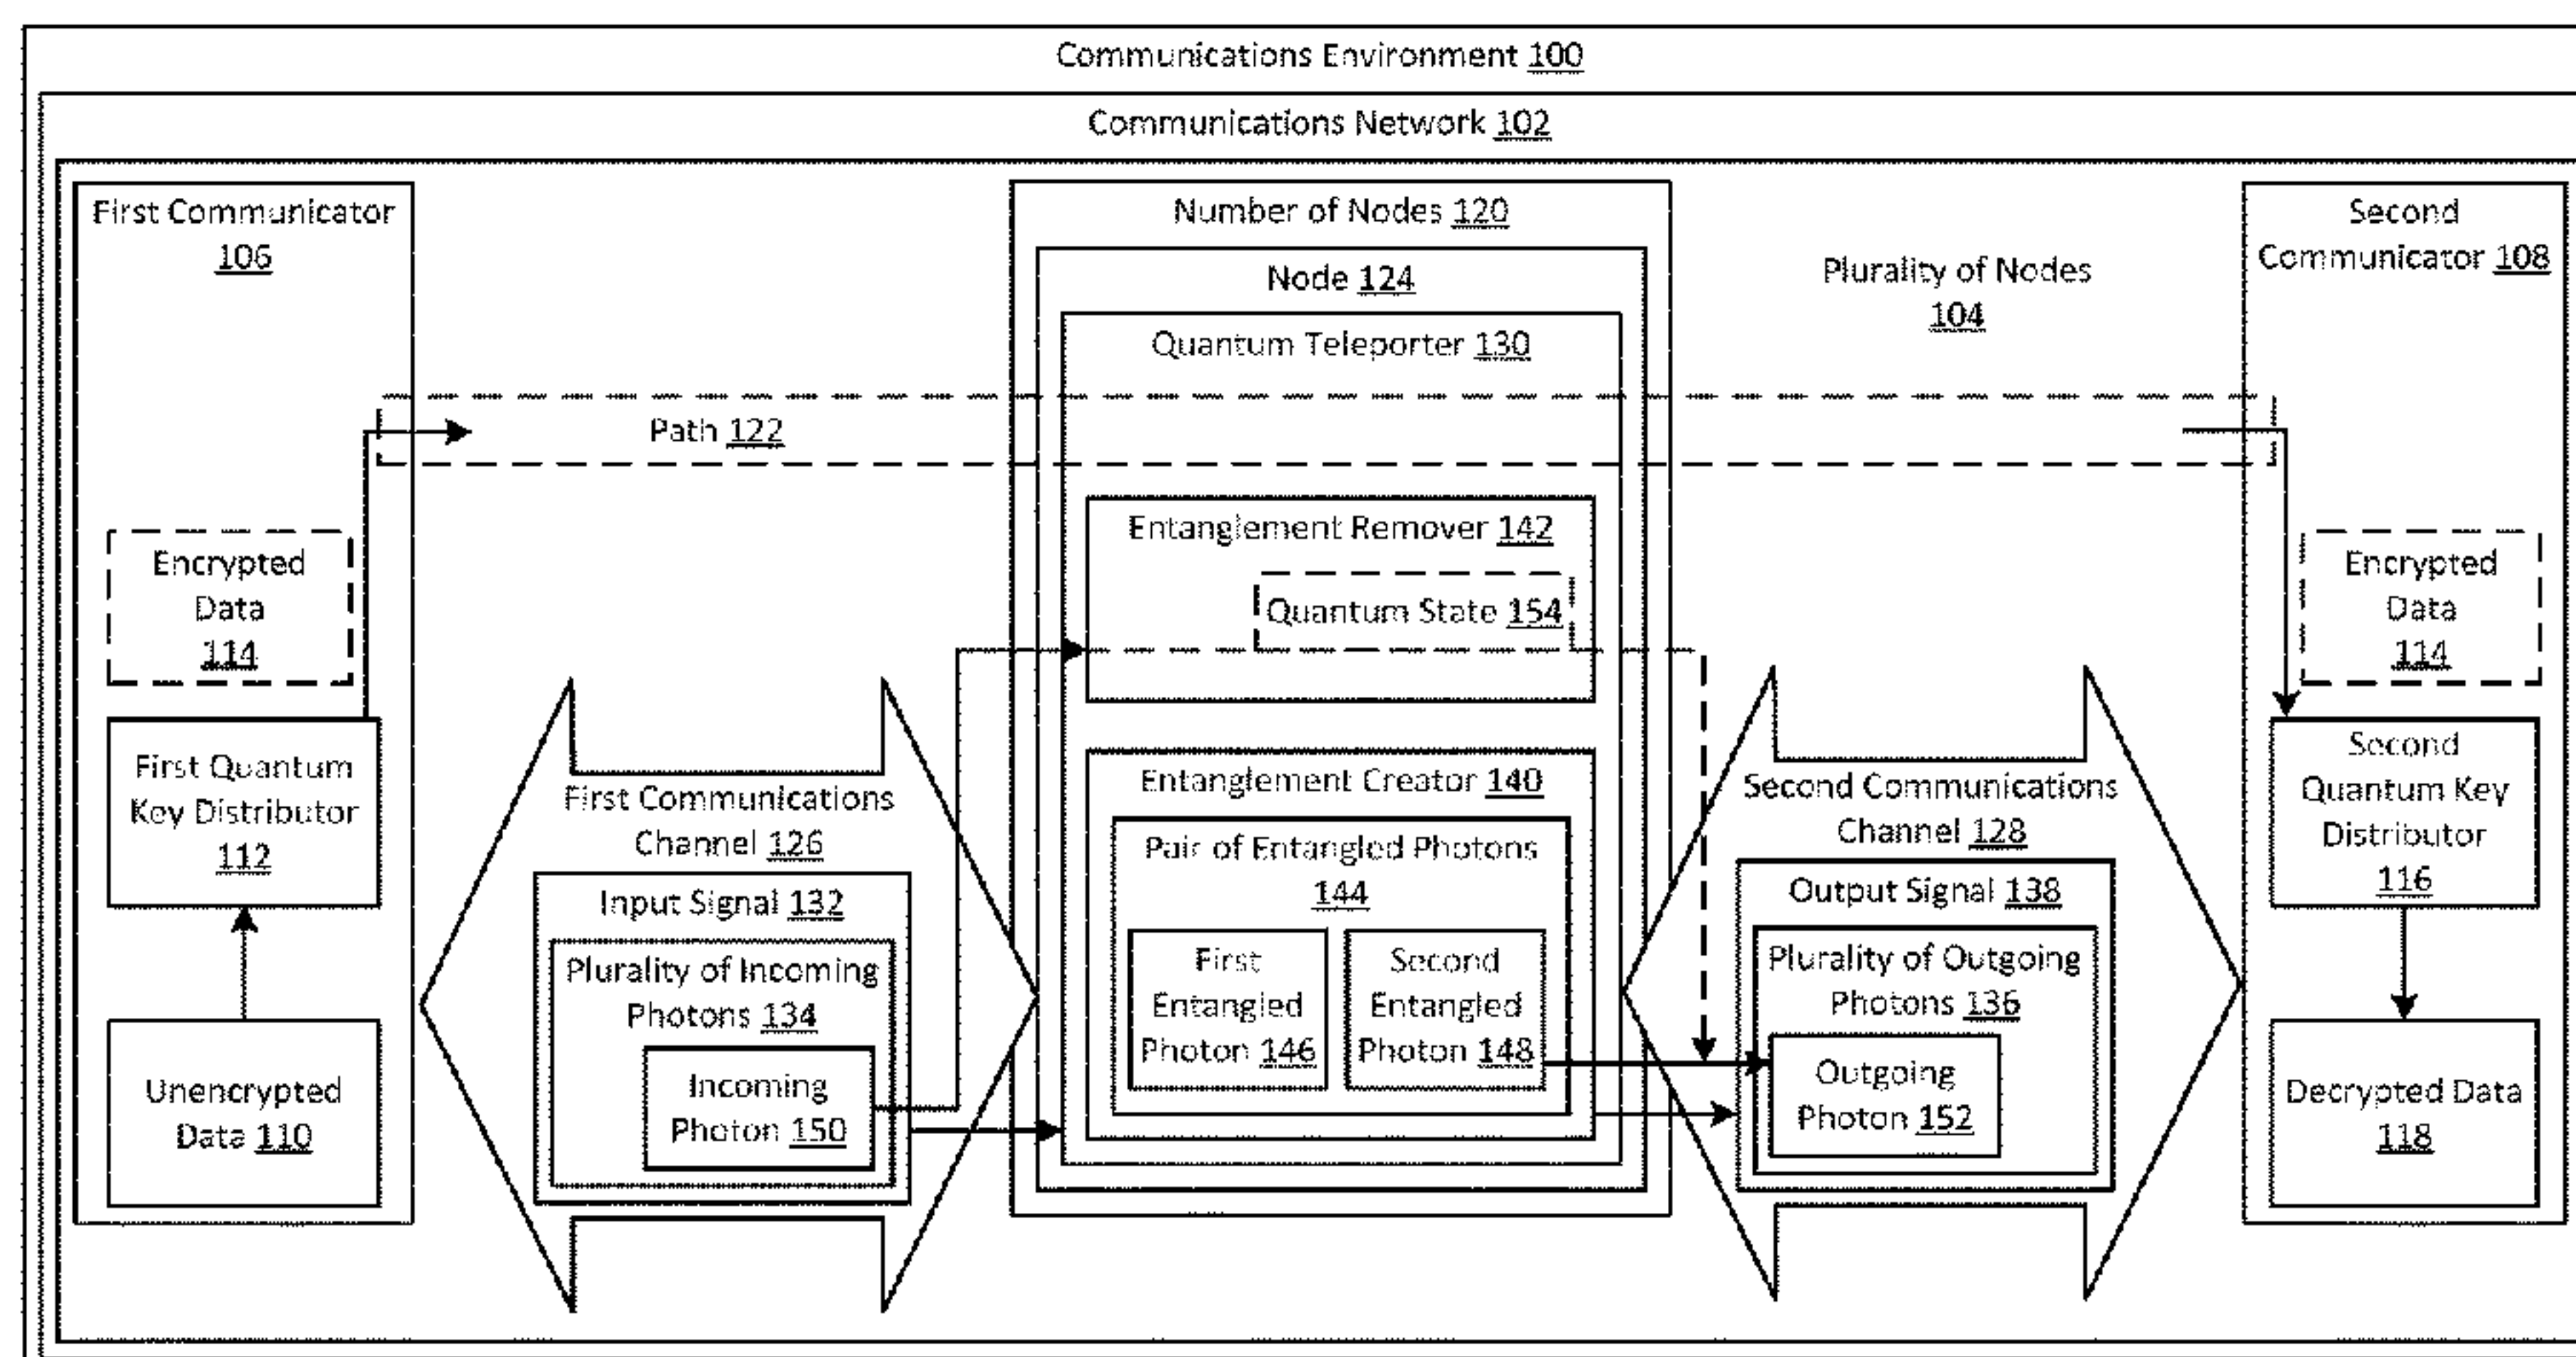 Communications Environment 100
Communications Network 102
First Communicator
106
Encrypted
Data
114
First Quantum
Key Distributor
112
Unencrypted
Data 110
Path 122
First Communications
Channel 126
Input Signal 132
Plurality of Incoming
Photons 134
Incoming
Photon 150
Number of Nodes 120
Node 124
Quantum Teleporter 130
Entanglement Remover 142
Quantum State 154
Entanglement Creator 140
Pair of Entangled Photons
144
First
Entangled
Photon 146
Second
Entangled
Photon 148
Plurality of Nodes
104
Second Communications
Channel 128
Output Signal 138
Plurality of Outgoing
Photons 136
Outgoing
Photon 152
Second
Communicator 108
Encrypted
Data
114
Second
Quantum Key
Distributor
116
Decrypted Data
118